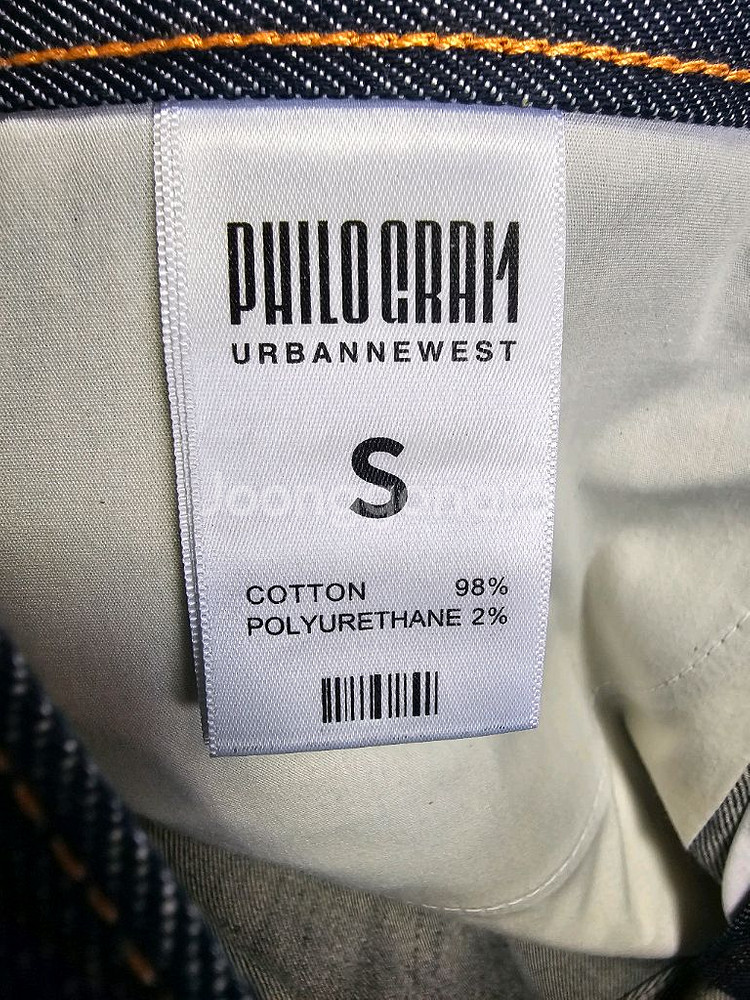 PHILOGRAM
URBANNEWEST
S
COTTON 98%
POLYURETHANE 2%